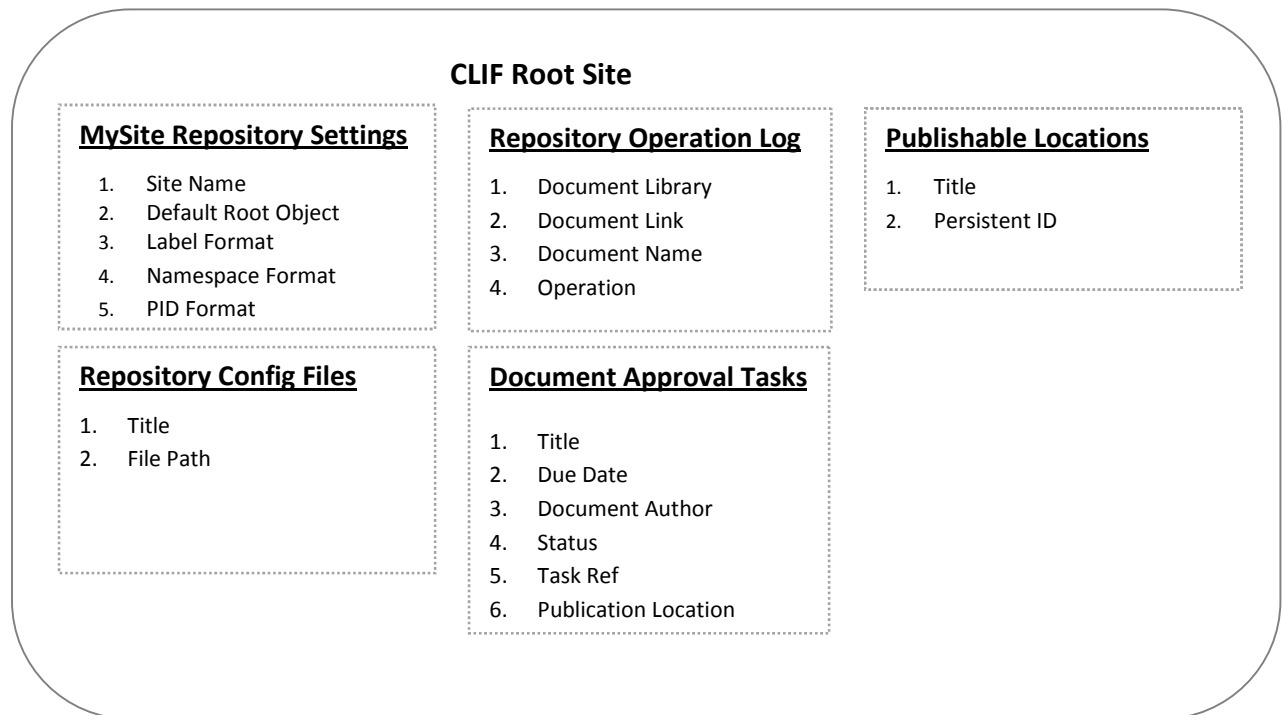 CLIF Root Site
MySite Repository Settings
1. Site Name
2. Default Root Object
3. Label Format
4. Namespace Format
5. PID Format
Repository Operation Log
1. Document Library
2. Document Link
3. Document Name
4. Operation
Publishable Locations
1. Title
2. Persistent ID
Repository Config Files
1. Title
2. File Path
Document Approval Tasks
1. Title
2. Due Date
3. Document Author
4. Status
5. Task Ref
6. Publication Location